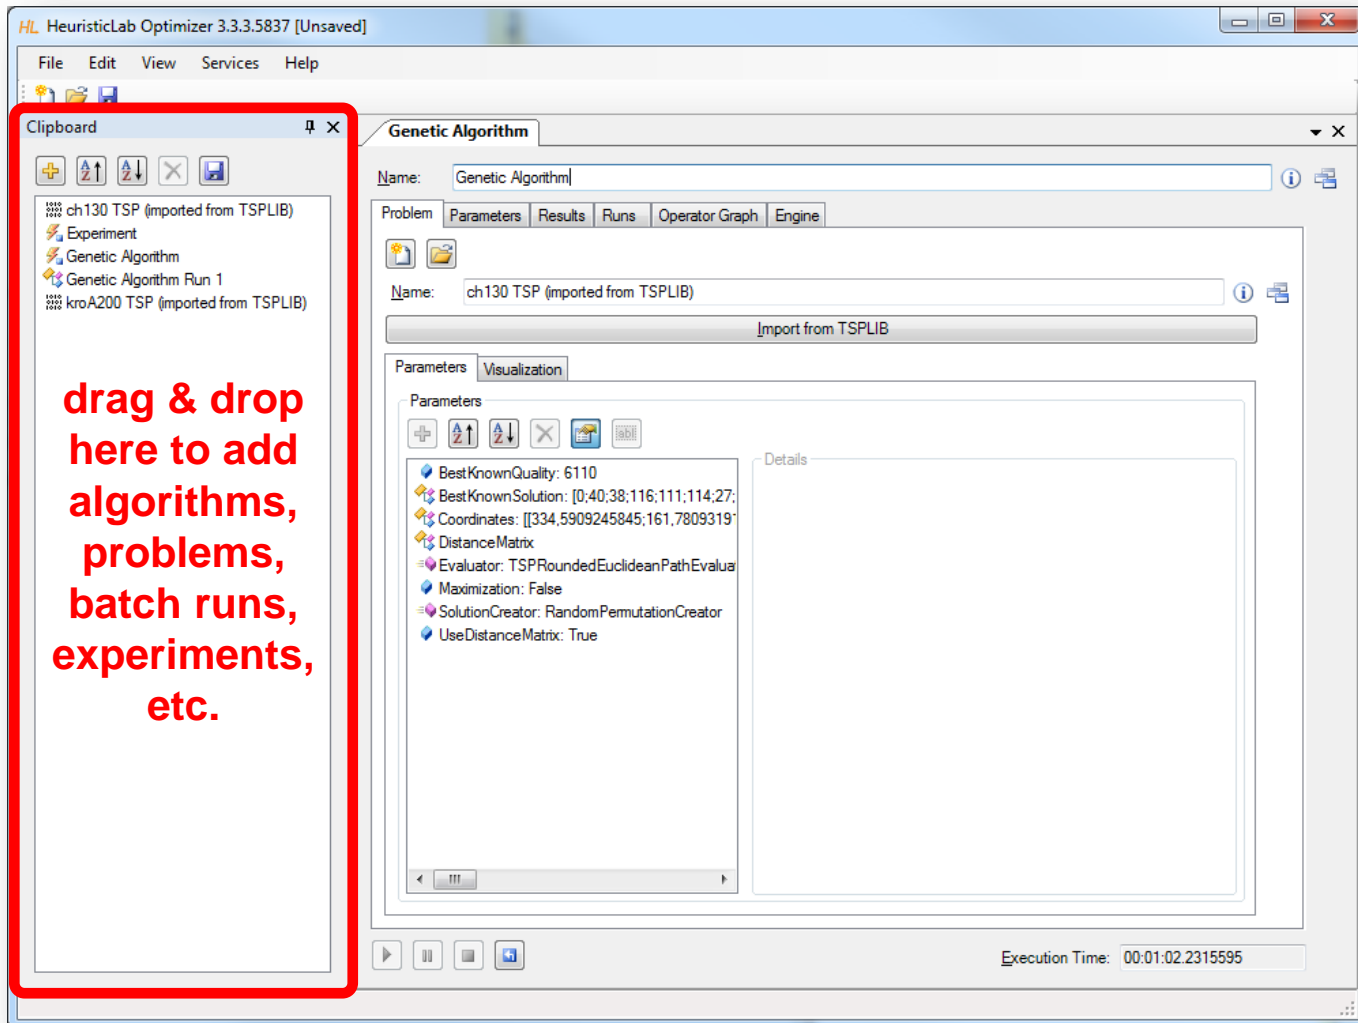 HL HeuristicLab Optimizer 3.3.3.5837 [Unsaved]
File Edit View Services Help
Clipboard
ch130 TSP (imported from TSPLIB)
Experiment
Genetic Algorithm
Genetic Algorithm Run 1
kroA200 TSP (imported from TSPLIB)
drag & drop
here to add
algorithms,
problems,
batch runs,
experiments,
etc.
Genetic Algorithm
Name: Genetic Algorithm
Problem Parameters Results Runs Operator Graph Engine
Name: ch130 TSP (imported from TSPLIB)
Import from TSPLIB
Parameters Visualization
Parameters
Details
BestKnownQuality: 6110
BestKnownSolution: [0;40;38;116;111;114;27;
Coordinates: [[334,5909245845;161,7809319
DistanceMatrix
Evaluator: TSPRoundedEuclideanPathEvalua
Maximization: False
SolutionCreator: RandomPermutationCreator
UseDistanceMatrix: True
Execution Time: 00:01:02.2315595